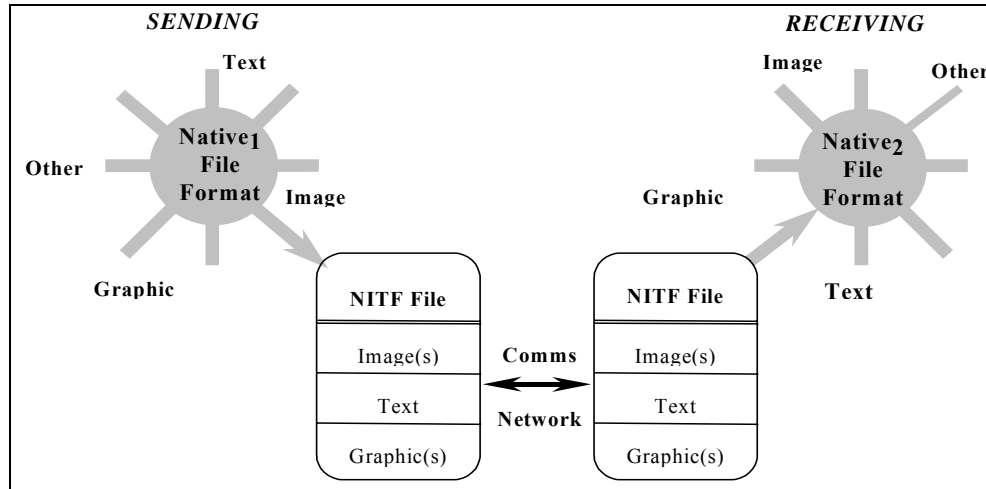 SENDING
Text
Native1
File
Format
Other
Image
Graphic
NITF File
Image(s)
Text
Graphic(s)
Comms
Network
RECEIVING
Image
Other
Native2
File
Format
Graphic
Text
NITF File
Image(s)
Text
Graphic(s)